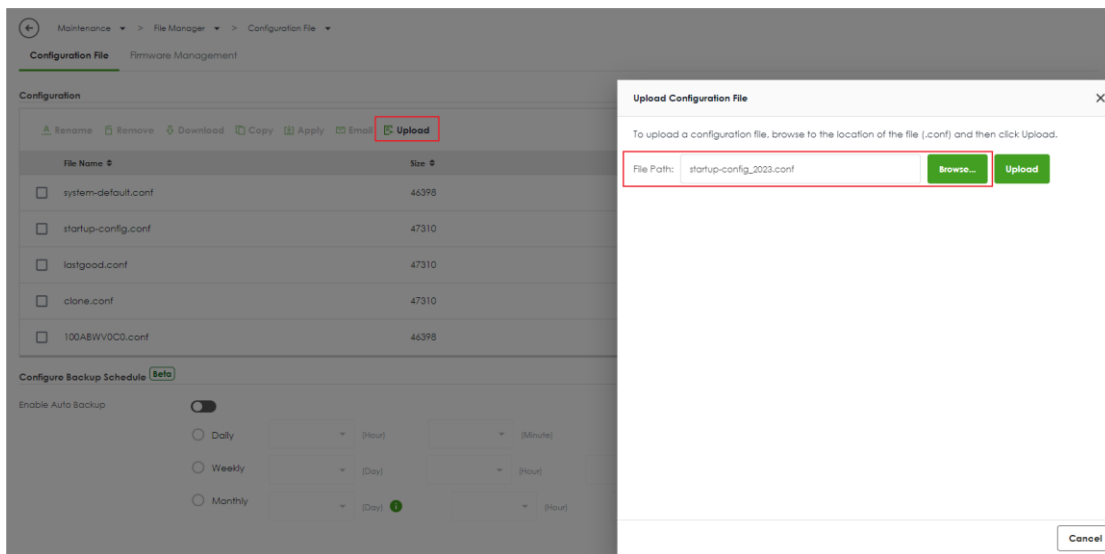 Maintenance > File Manager > Configuration File
Configuration File Firmware Management
Configuration
Rename Remove Download Copy Apply Email Upload
File Name Size
system-default.conf 46398
startup-config.conf 47310
lastgood.conf 47310
clone.conf 47310
100ABWV0C0.conf 46398
Configure Backup Schedule Beta
Enable Auto Backup
Daily (Hour) (Minute)
Weekly (Day) (Hour)
Monthly (Day) (Hour)
Upload Configuration File
To upload a configuration file, browse to the location of the file (.conf) and then click Upload.
File Path: startup-config_2023.conf Browse... Upload
Cancel